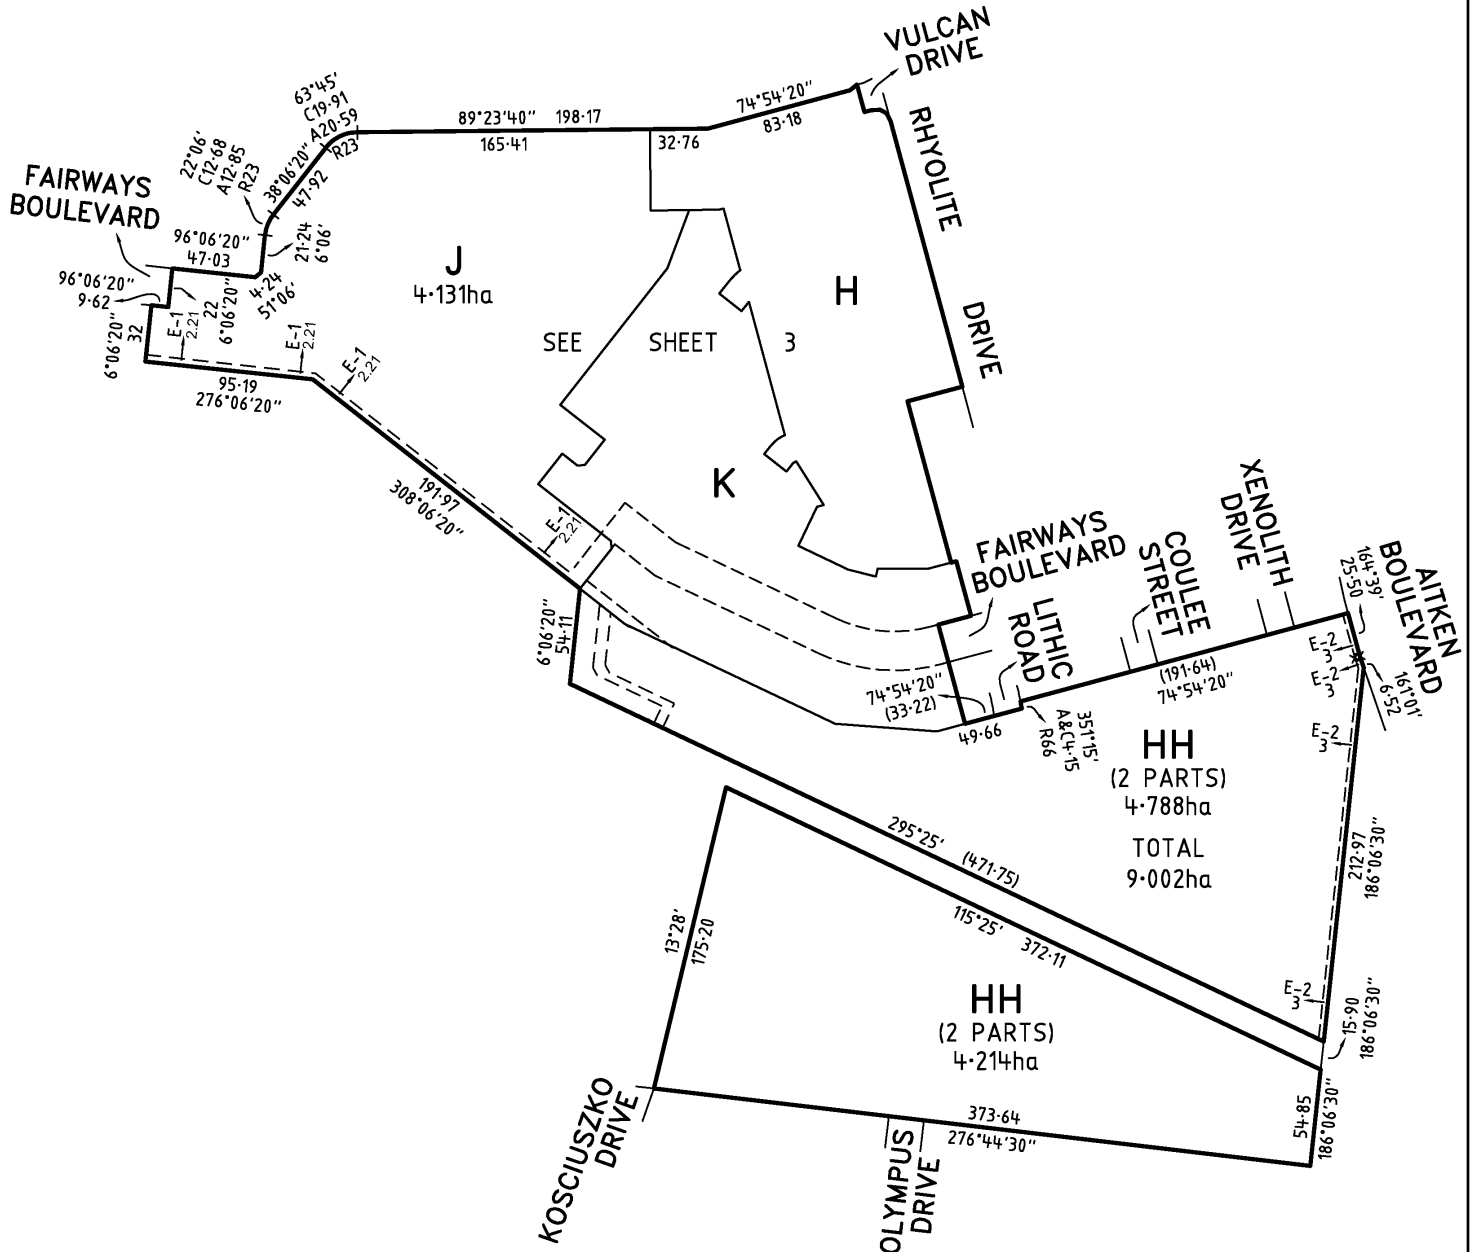 VULCAN
DRIVE
RHYOLITE
DRIVE
63°45'
C19·91
A20·59
R23
89°23'40" 198·17
165·41
32·76
74°54'20"
83·18
22°06'
C12·68
A12·85
R23
38°06'20"
47·92
FAIRWAYS
BOULEVARD
96°06'20"
47·03
21·24
6°06'
4·24
51°06'
96°06'20"
9·62
22
6°06'20"
32
6°06'20"
E-1
2.21
E-1
2.21
E-1
2.21
95·19
276°06'20"
J
4·131ha
H
SEE SHEET 3
K
191·97
308°06'20"
E-1
2.21
54·11
6°06'20"
FAIRWAYS
BOULEVARD
LITHIC
ROAD
COULEE
STREET
XENOLITH
DRIVE
AITKEN
BOULEVARD
164°39'
25·50
E-2
3
E-2
3
161°01'
6·52
74°54'20"
(33·22)
49·66
351°15'
A&C4·15
R66
(191·64)
74°54'20"
E-2
3
HH
(2 PARTS)
4·788ha
TOTAL
9·002ha
212·97
186°06'30"
295°25' (471·75)
115°25' 372·11
E-2
3
15·90
186°06'30"
13°28'
175·20
HH
(2 PARTS)
4·214ha
54·85
186°06'30"
373·64
276°44'30"
KOSCIUSZKO
DRIVE
OLYMPUS
DRIVE